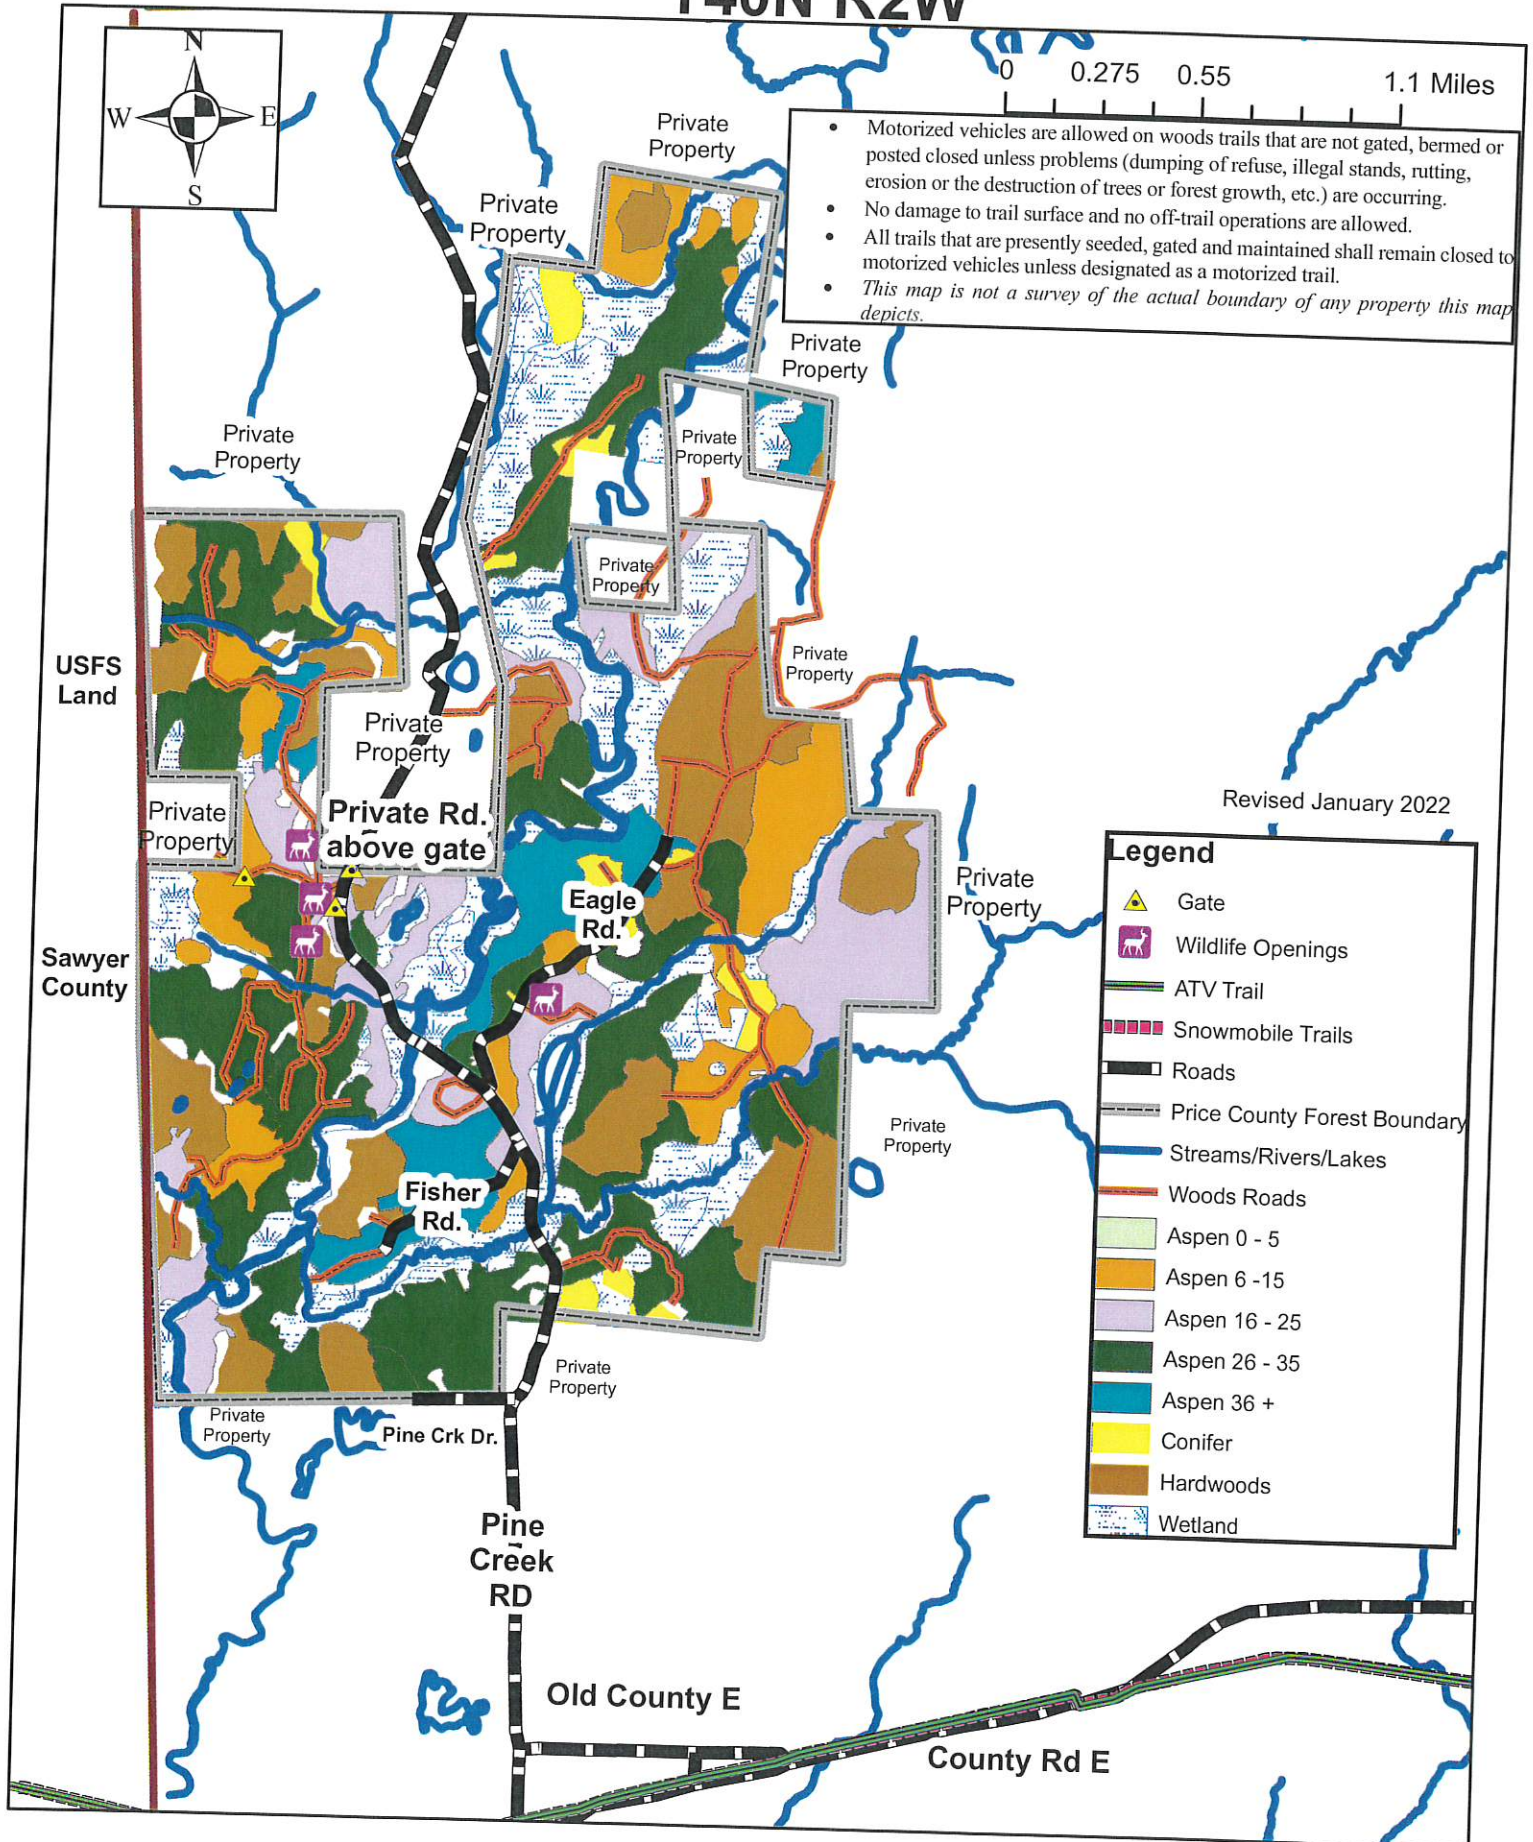 T40N R2W
N
W E
S
0 0.275 0.55 1.1 Miles
• Motorized vehicles are allowed on woods trails that are not gated, bermed or
posted closed unless problems (dumping of refuse, illegal stands, rutting,
erosion or the destruction of trees or forest growth, etc.) are occurring.
• No damage to trail surface and no off-trail operations are allowed.
• All trails that are presently seeded, gated and maintained shall remain closed to
motorized vehicles unless designated as a motorized trail.
• This map is not a survey of the actual boundary of any property this map
depicts.
Private
Property
Private
Property
Private
Property
Private
Property
Private
Property
Private
Property
USFS
Land
Private
Property
Private
Property
Private
Property
Private Rd.
above gate
Eagle
Rd.
Private
Property
Sawyer
County
Private
Property
Fisher
Rd.
Private
Property
Private
Property
Pine Crk Dr.
Pine
Creek
RD
Old County E
County Rd E
Revised January 2022
Legend
Gate
Wildlife Openings
ATV Trail
Snowmobile Trails
Roads
Price County Forest Boundary
Streams/Rivers/Lakes
Woods Roads
Aspen 0 - 5
Aspen 6 -15
Aspen 16 - 25
Aspen 26 - 35
Aspen 36 +
Conifer
Hardwoods
Wetland